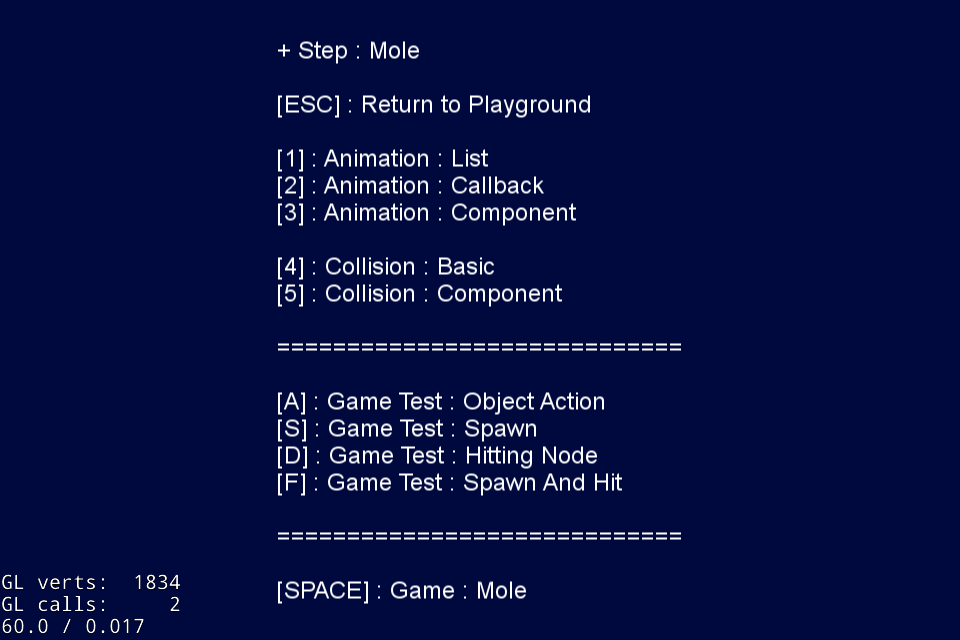 + Step : Mole
[ESC] : Return to Playground
[1] : Animation : List
[2] : Animation : Callback
[3] : Animation : Component
[4] : Collision : Basic
[5] : Collision : Component
=============================
[A] : Game Test : Object Action
[S] : Game Test : Spawn
[D] : Game Test : Hitting Node
[F] : Game Test : Spawn And Hit
=============================
[SPACE] : Game : Mole
GL verts: 1834
GL calls: 2
60.0 / 0.017